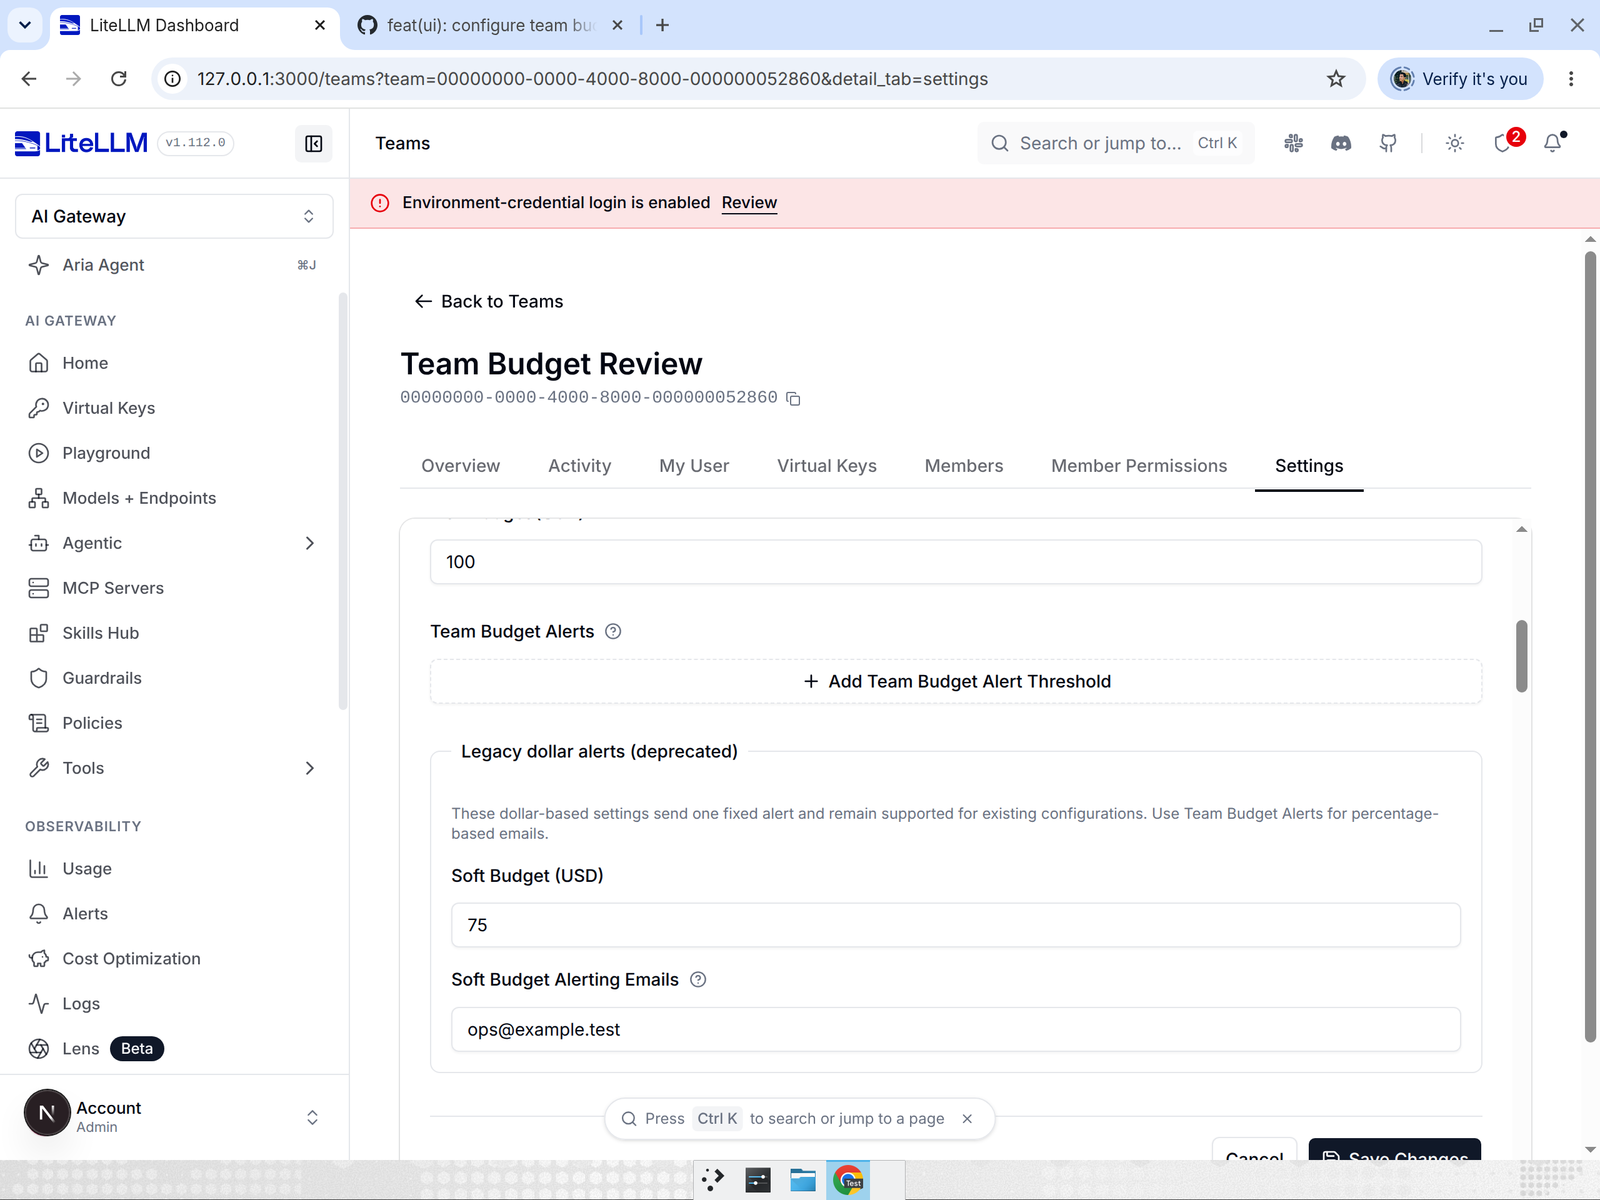 LiteLLM Dashboard
feat(ui): configure team bu
127.0.0.1:3000/teams?team=00000000-0000-4000-8000-000000052860&detail_tab=settings
Verify it's you
LiteLLM
v1.112.0
Teams
Search or jump to...
Ctrl K
2
AI Gateway
Environment-credential login is enabled
Review
Aria Agent
⌘J
AI GATEWAY
Home
Virtual Keys
Playground
Models + Endpoints
Agentic
MCP Servers
Skills Hub
Guardrails
Policies
Tools
OBSERVABILITY
Usage
Alerts
Cost Optimization
Logs
Lens
Beta
N
Account
Admin
Back to Teams
Team Budget Review
00000000-0000-4000-8000-000000052860
Overview
Activity
My User
Virtual Keys
Members
Member Permissions
Settings
100
Team Budget Alerts
Add Team Budget Alert Threshold
Legacy dollar alerts (deprecated)
These dollar-based settings send one fixed alert and remain supported for existing configurations. Use Team Budget Alerts for percentage-
based emails.
Soft Budget (USD)
75
Soft Budget Alerting Emails
ops@example.test
Press Ctrl K to search or jump to a page
Cancel
Save Changes
Test